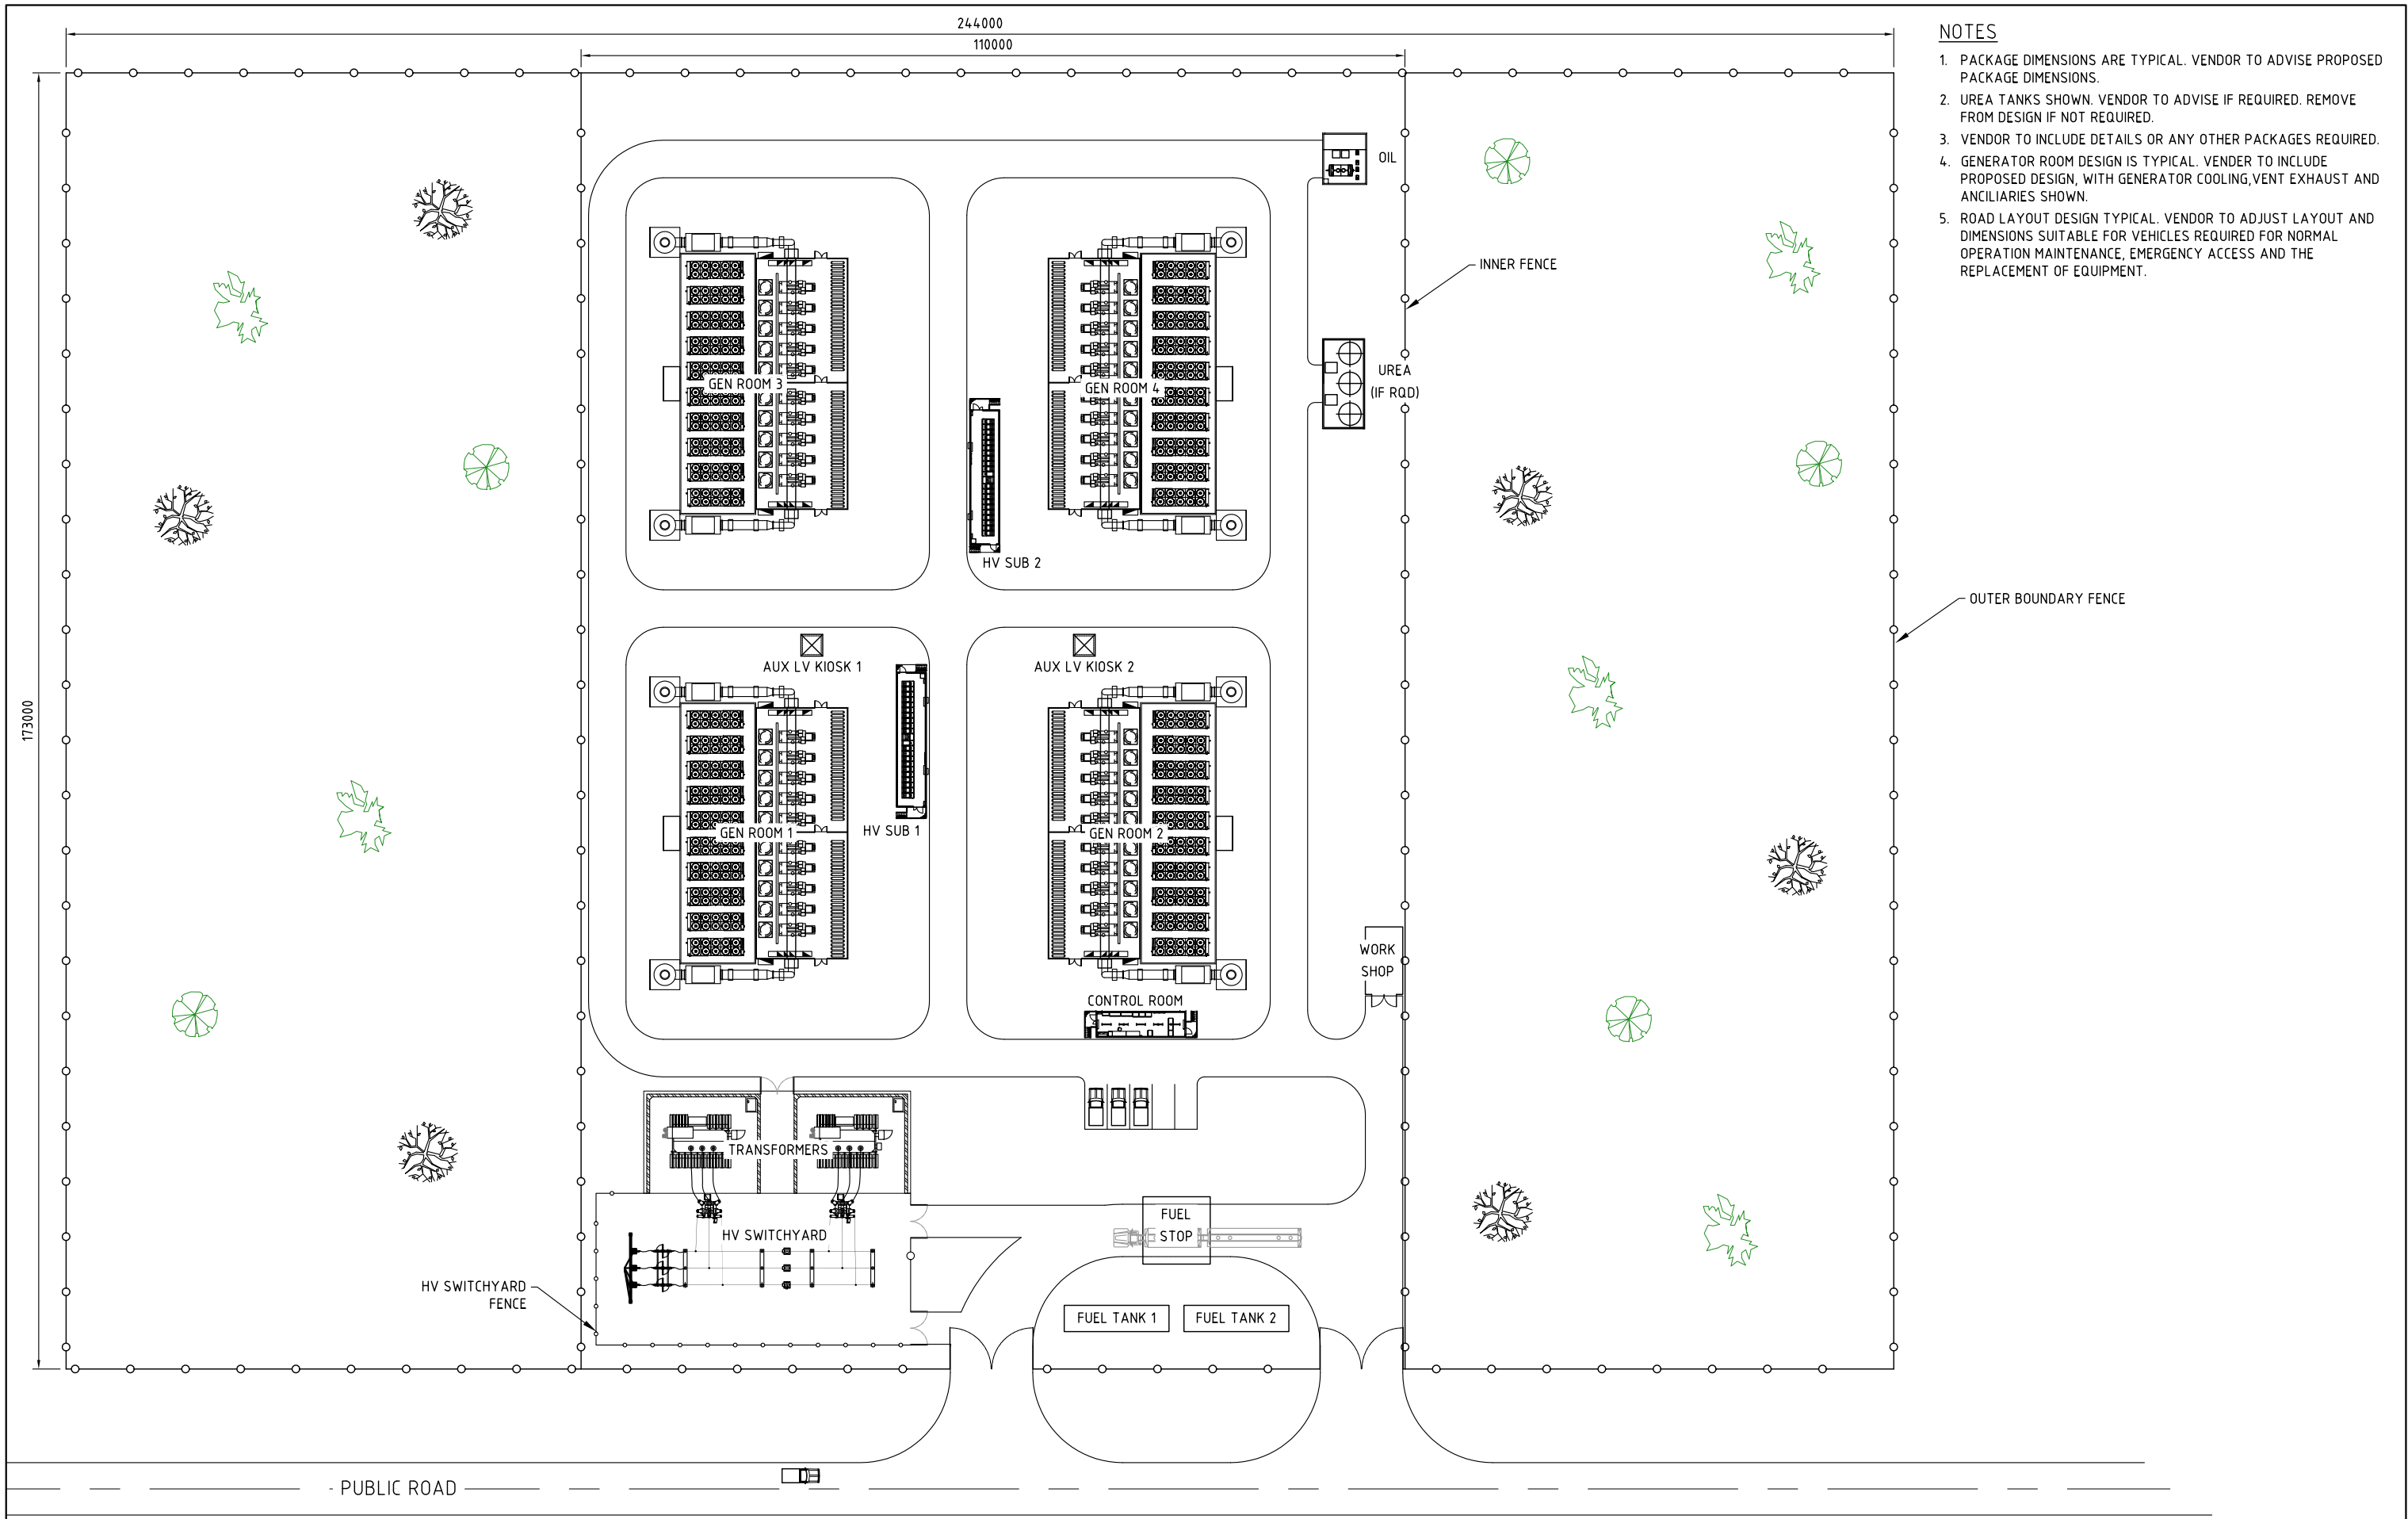 244000
110000
NOTES
1. PACKAGE DIMENSIONS ARE TYPICAL. VENDOR TO ADVISE PROPOSED
PACKAGE DIMENSIONS.
2. UREA TANKS SHOWN. VENDOR TO ADVISE IF REQUIRED. REMOVE
FROM DESIGN IF NOT REQUIRED.
3. VENDOR TO INCLUDE DETAILS OR ANY OTHER PACKAGES REQUIRED.
4. GENERATOR ROOM DESIGN IS TYPICAL. VENDER TO INCLUDE
PROPOSED DESIGN, WITH GENERATOR COOLING,VENT EXHAUST AND
ANCILIARIES SHOWN.
5. ROAD LAYOUT DESIGN TYPICAL. VENDOR TO ADJUST LAYOUT AND
DIMENSIONS SUITABLE FOR VEHICLES REQUIRED FOR NORMAL
OPERATION MAINTENANCE, EMERGENCY ACCESS AND THE
REPLACEMENT OF EQUIPMENT.
OIL
INNER FENCE
UREA
(IF RQD)
GEN ROOM 3
GEN ROOM 4
HV SUB 2
OUTER BOUNDARY FENCE
AUX LV KIOSK 1
AUX LV KIOSK 2
173000
GEN ROOM 1
HV SUB 1
GEN ROOM 2
WORK
SHOP
CONTROL ROOM
TRANSFORMERS
FUEL
STOP
HV SWITCHYARD
HV SWITCHYARD
FENCE
FUEL TANK 1
FUEL TANK 2
PUBLIC ROAD